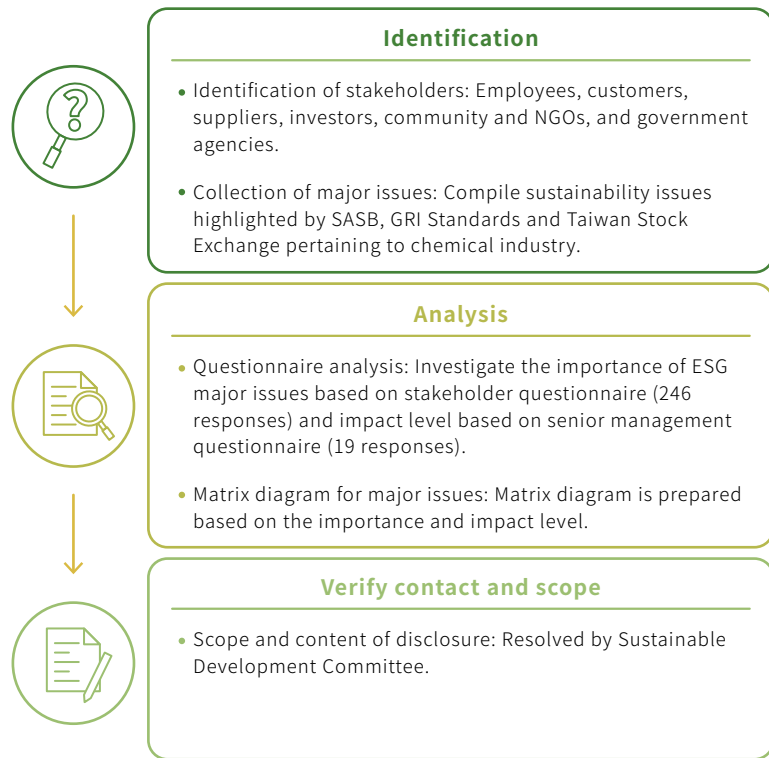 Identification
• Identification of stakeholders: Employees, customers,
suppliers, investors, community and NGOs, and government
agencies.
• Collection of major issues: Compile sustainability issues
highlighted by SASB, GRI Standards and Taiwan Stock
Exchange pertaining to chemical industry.
Analysis
• Questionnaire analysis: Investigate the importance of ESG
major issues based on stakeholder questionnaire (246
responses) and impact level based on senior management
questionnaire (19 responses).
• Matrix diagram for major issues: Matrix diagram is prepared
based on the importance and impact level.
Verify contact and scope
• Scope and content of disclosure: Resolved by Sustainable
Development Committee.